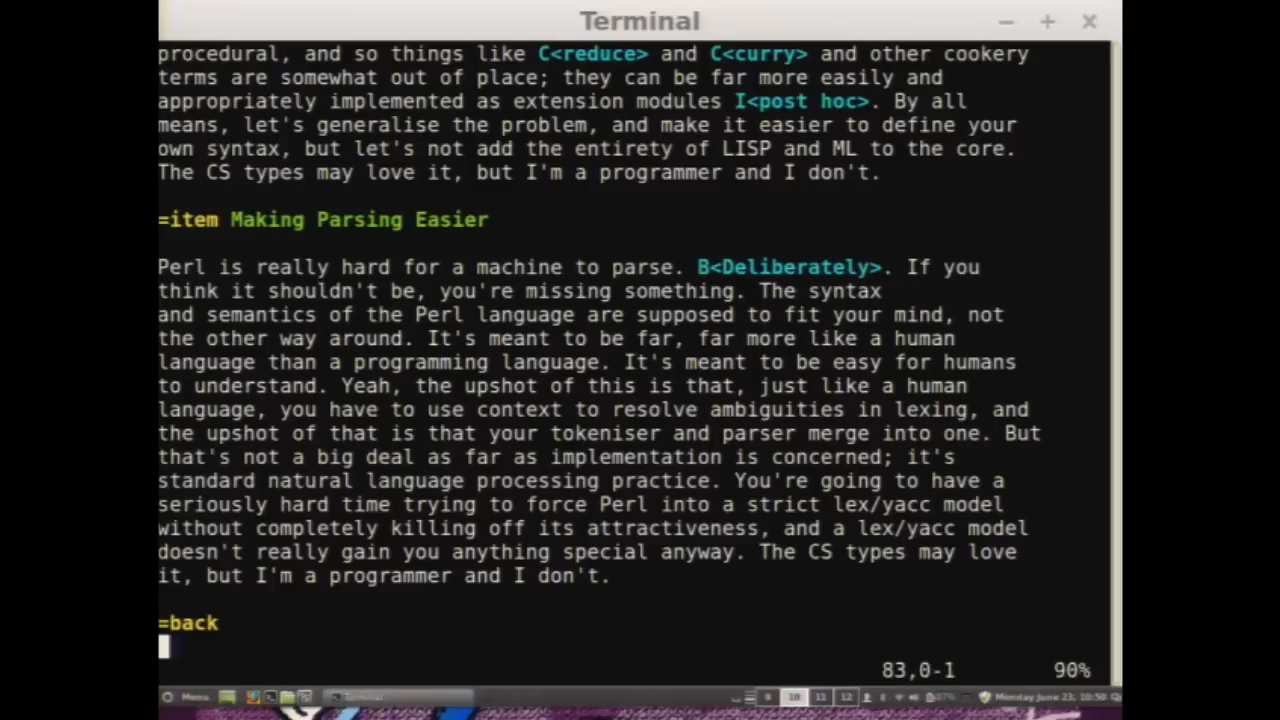 Terminal
procedural, and so things like C<reduce> and C<curry> and other cookery
terms are somewhat out of place; they can be far more easily and
appropriately implemented as extension modules I<post hoc>. By all
means, let's generalise the problem, and make it easier to define your
own syntax, but let's not add the entirety of LISP and ML to the core.
The CS types may love it, but I'm a programmer and I don't.
=item Making Parsing Easier
Perl is really hard for a machine to parse. B<Deliberately>. If you
think it shouldn't be, you're missing something. The syntax
and semantics of the Perl language are supposed to fit your mind, not
the other way around. It's meant to be far, far more like a human
language than a programming language. It's meant to be easy for humans
to understand. Yeah, the upshot of this is that, just like a human
language, you have to use context to resolve ambiguities in lexing, and
the upshot of that is that your tokeniser and parser merge into one. But
that's not a big deal as far as implementation is concerned; it's
standard natural language processing practice. You're going to have a
seriously hard time trying to force Perl into a strict lex/yacc model
without completely killing off its attractiveness, and a lex/yacc model
doesn't really gain you anything special anyway. The CS types may love
it, but I'm a programmer and I don't.
=back
83,0-1 90%
Menu Terminal 9 10 11 12 Monday June 23, 10:50